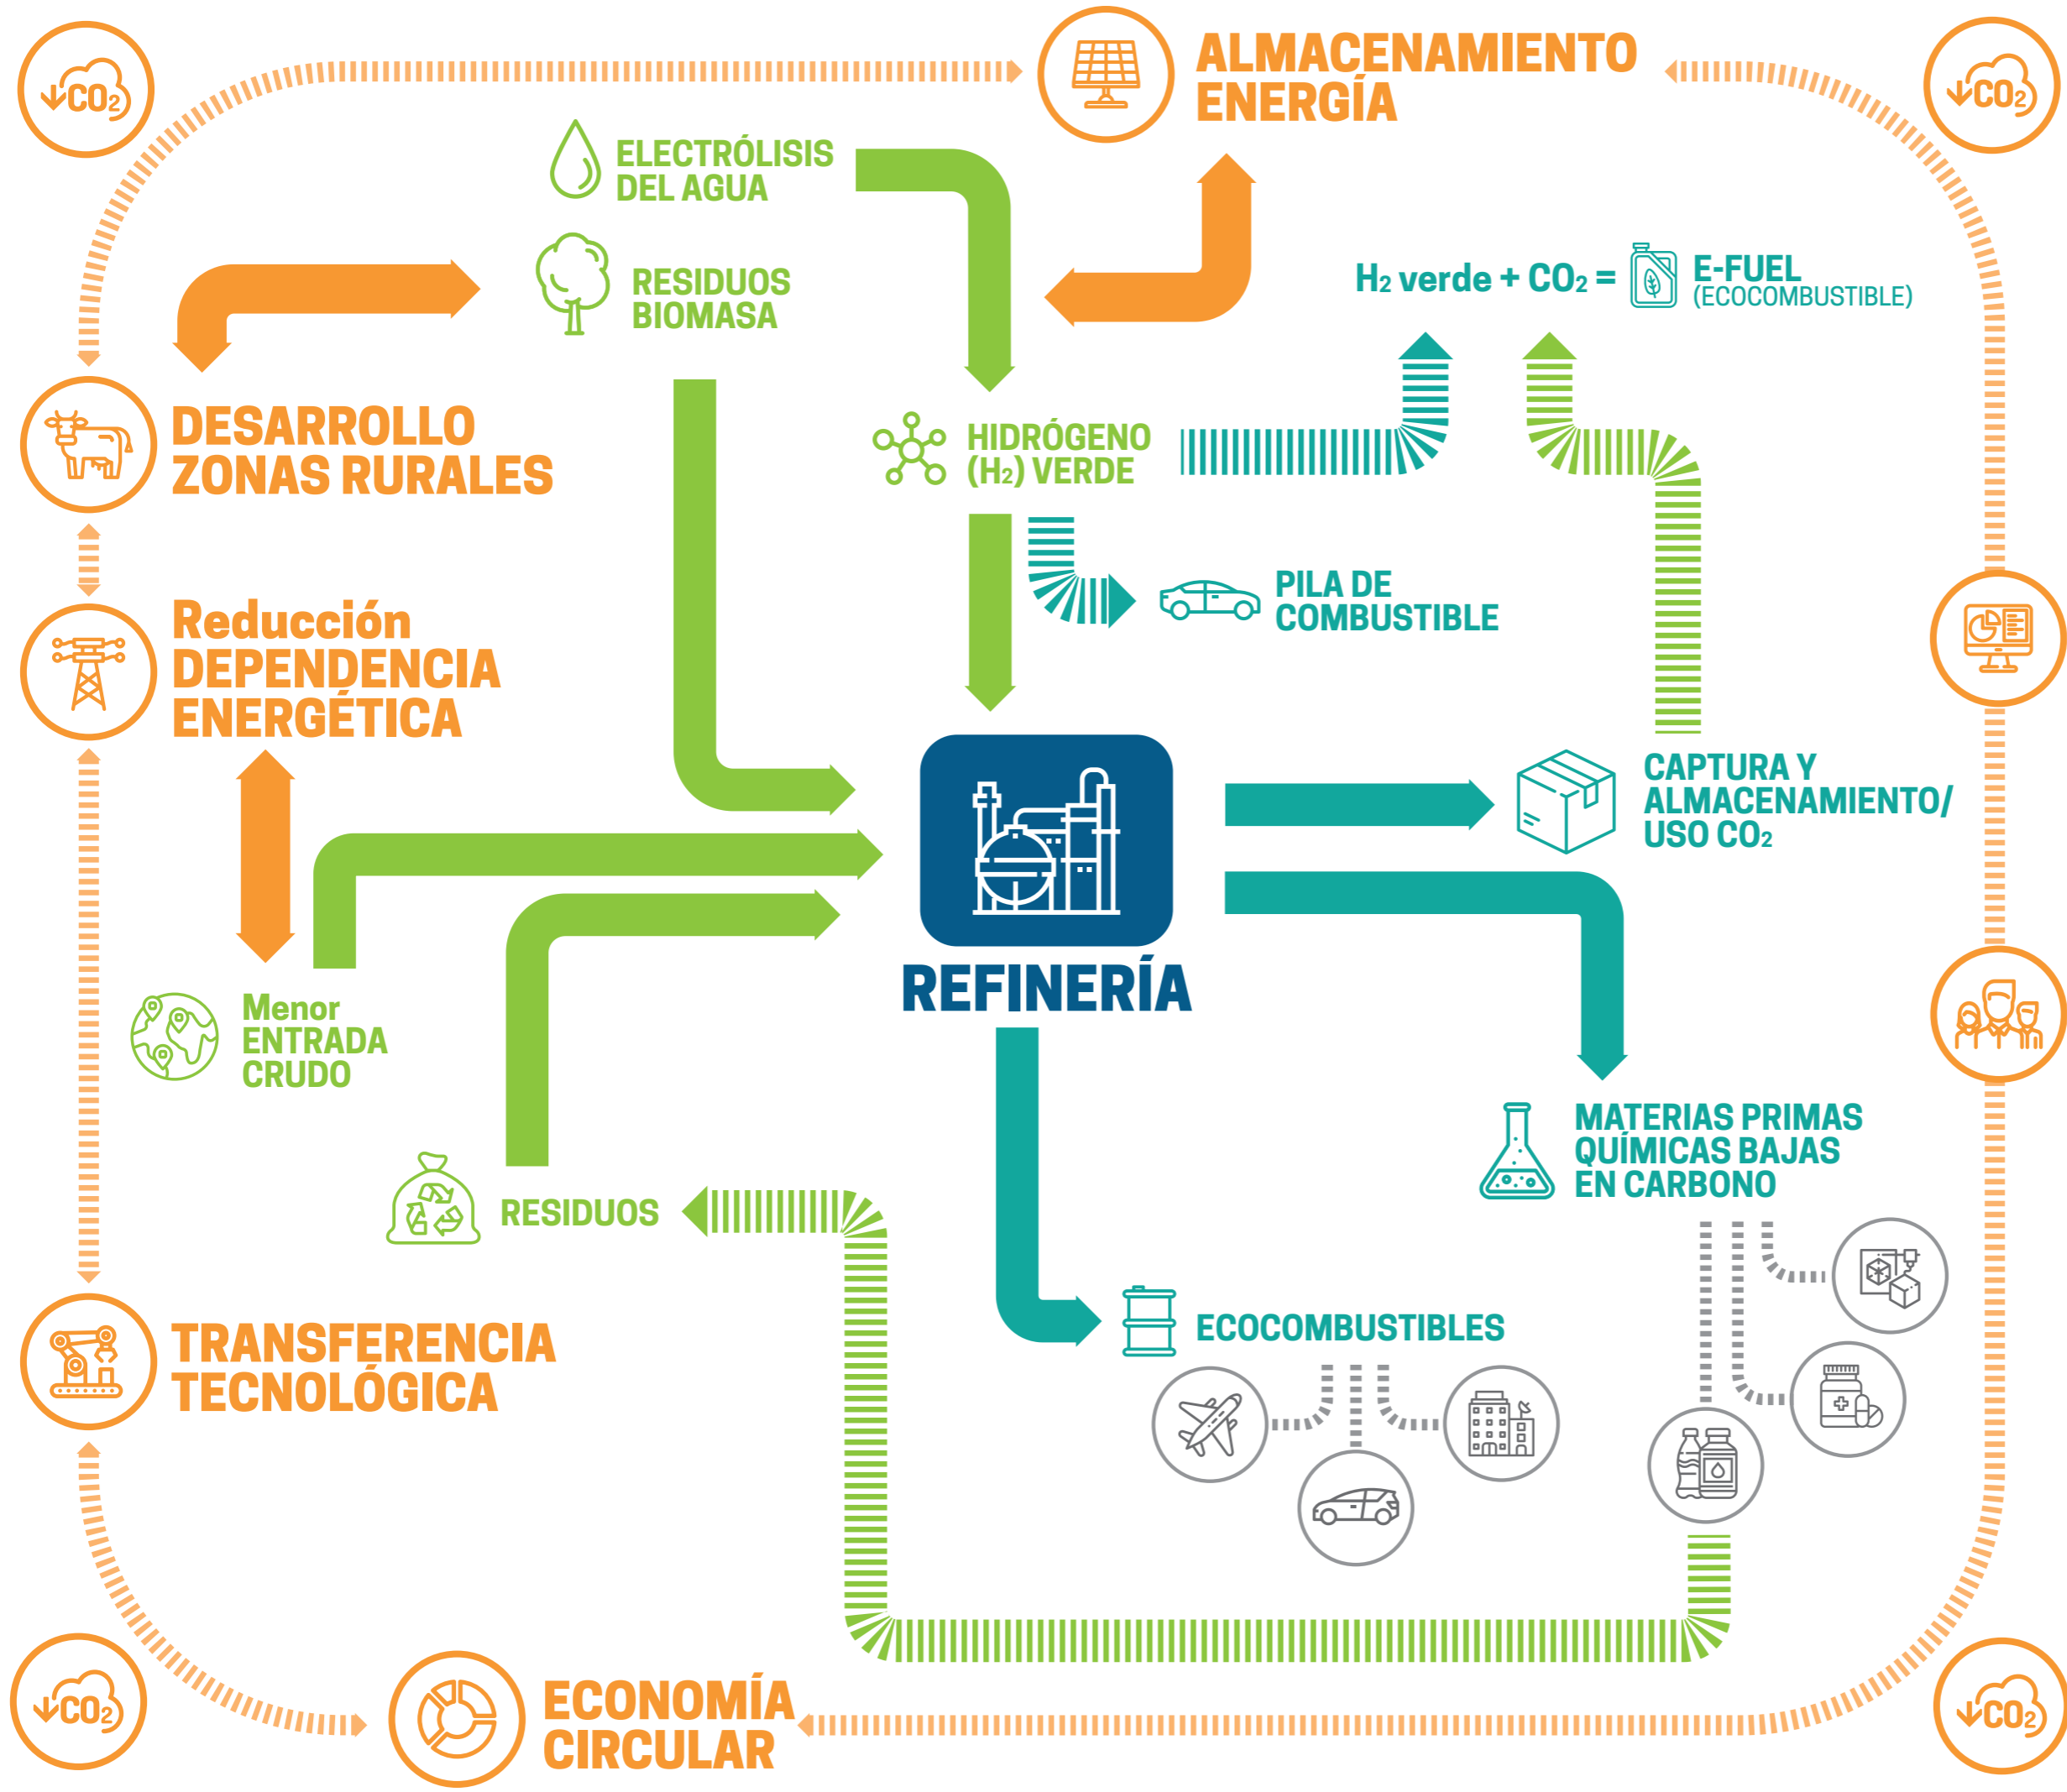 ↓CO₂
ALMACENAMIENTO
ENERGÍA
↓CO₂
ELECTRÓLISIS
DEL AGUA
RESIDUOS
BIOMASA
H₂ verde + CO₂ =
E-FUEL
(ECOCOMBUSTIBLE)
DESARROLLO
ZONAS RURALES
HIDRÓGENO
(H₂) VERDE
Reducción
DEPENDENCIA
ENERGÉTICA
PILA DE
COMBUSTIBLE
CAPTURA Y
ALMACENAMIENTO/
USO CO₂
REFINERÍA
Menor
ENTRADA
CRUDO
MATERIAS PRIMAS
QUÍMICAS BAJAS
EN CARBONO
RESIDUOS
ECOCOMBUSTIBLES
TRANSFERENCIA
TECNOLÓGICA
↓CO₂
ECONOMÍA
CIRCULAR
↓CO₂